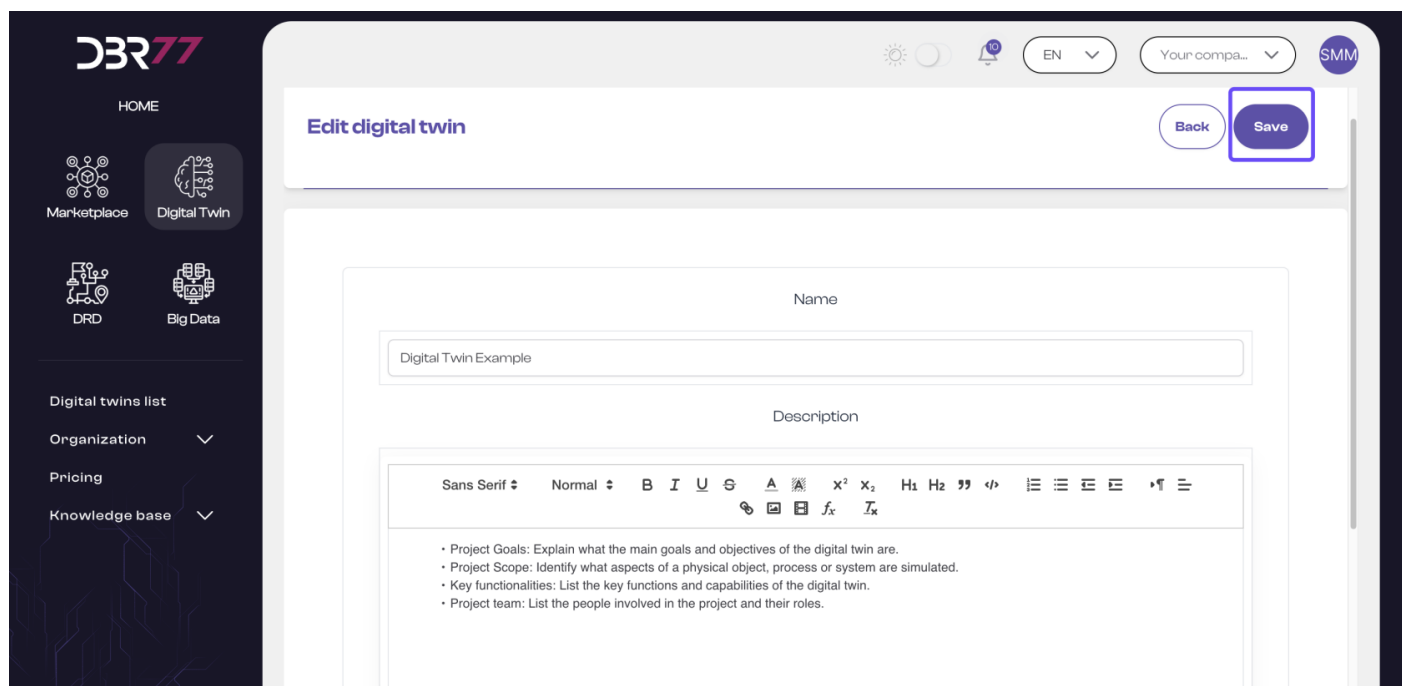 DBR77
10
EN
Your compa...
SMM
HOME
Edit digital twin
Back
Save
Marketplace
Digital Twin
DRD
Big Data
Name
Digital Twin Example
Digital twins list
Description
Organization
Pricing
Sans Serif
Normal
B I U S A A x² x₂ H1 H2 ” </> ¶
fx Tx
Knowledge base
• Project Goals: Explain what the main goals and objectives of the digital twin are.
• Project Scope: Identify what aspects of a physical object, process or system are simulated.
• Key functionalities: List the key functions and capabilities of the digital twin.
• Project team: List the people involved in the project and their roles.